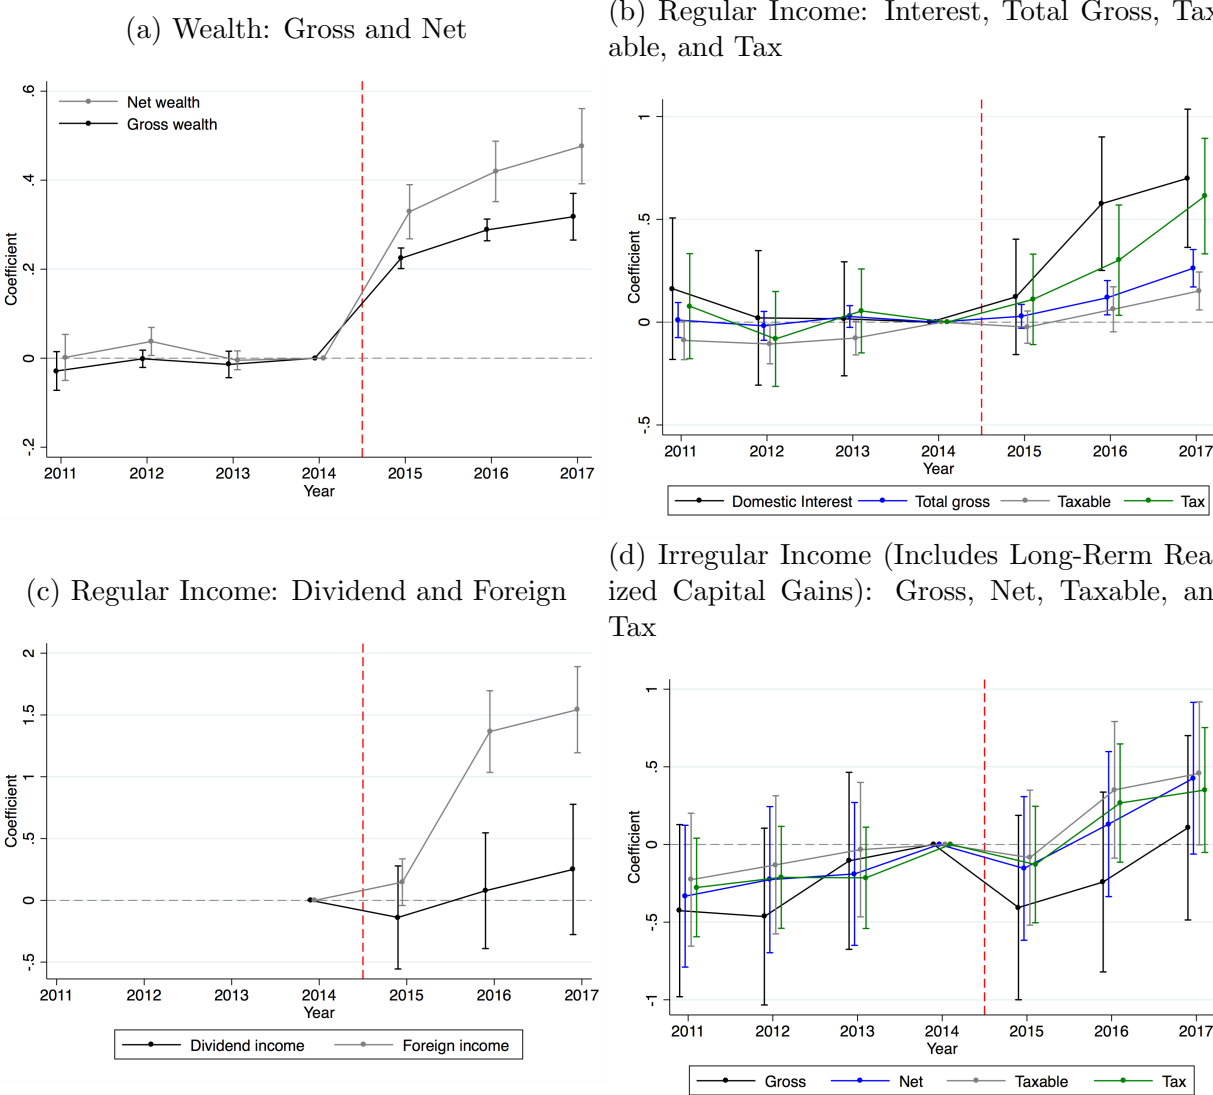 (a) Wealth: Gross and Net
.6
.4
.2
0
-.2
Coefficient
Net wealth
Gross wealth
2011 2012 2013 2014 2015 2016 2017
Year
(b) Regular Income: Interest, Total Gross, Tax
able, and Tax
1
.5
0
-.5
Coefficient
2011 2012 2013 2014 2015 2016 2017
Year
Domestic Interest Total gross Taxable Tax
(c) Regular Income: Dividend and Foreign
2
1.5
1
.5
0
-.5
Coefficient
2011 2012 2013 2014 2015 2016 2017
Year
Dividend income Foreign income
(d) Irregular Income (Includes Long-Rerm Rea
ized Capital Gains): Gross, Net, Taxable, an
Tax
1
.5
0
-.5
-1
Coefficient
2011 2012 2013 2014 2015 2016 2017
Year
Gross Net Taxable Tax